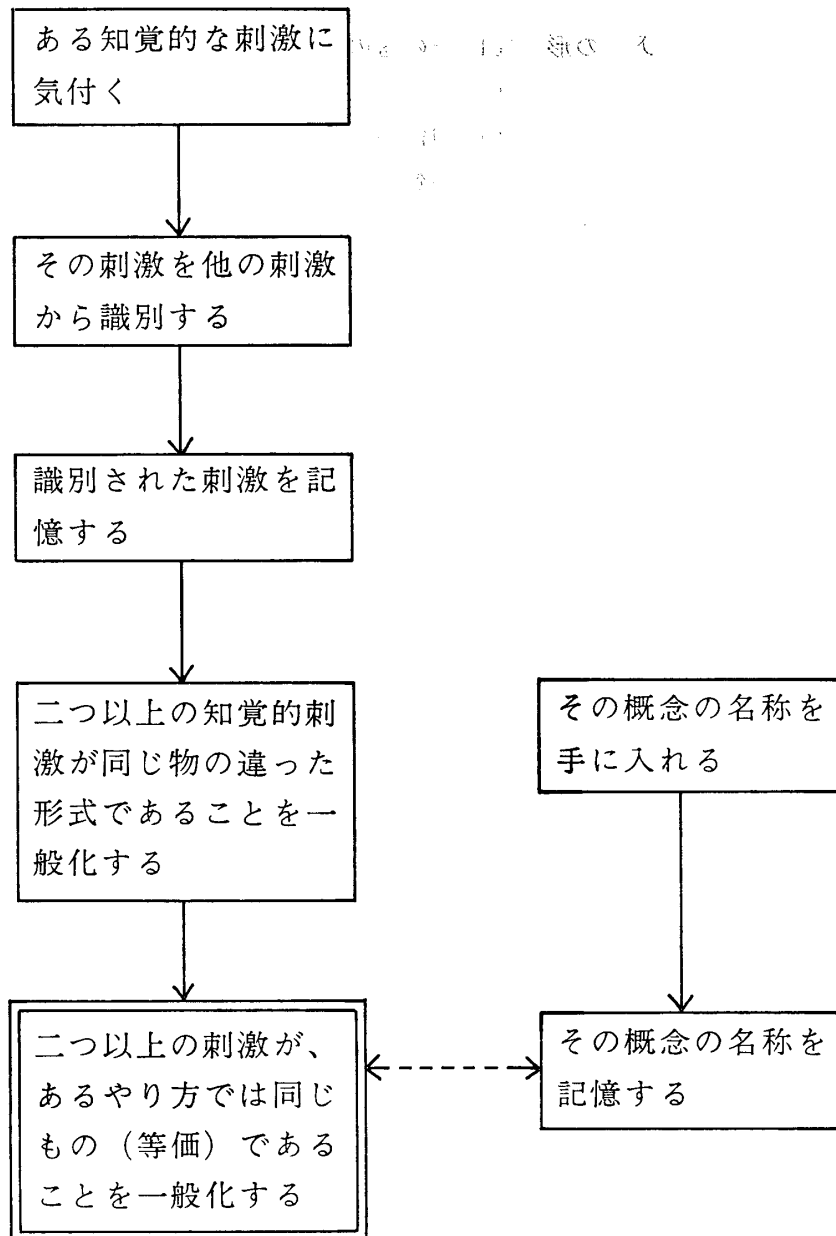 ある知覚的な刺激に
気付く
その刺激を他の刺激
から識別する
識別された刺激を記
憶する
二つ以上の知覚的刺
激が同じ物の違った
形式であることを一
般化する
二つ以上の刺激が、
あるやり方では同じ
もの（等価）である
ことを一般化する
その概念の名称を
手に入れる
その概念の名称を
記憶する